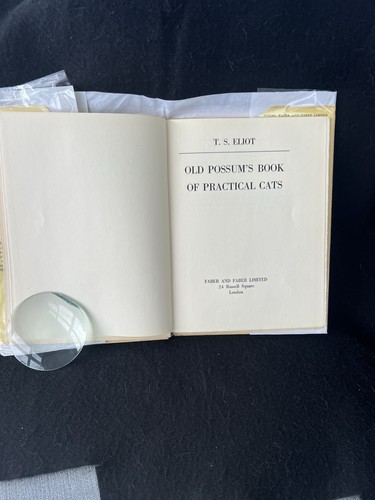 T. S. ELIOT
OLD POSSUM'S BOOK
OF PRACTICAL CATS
FABER AND FABER LIMITED
24 Russell Square
London